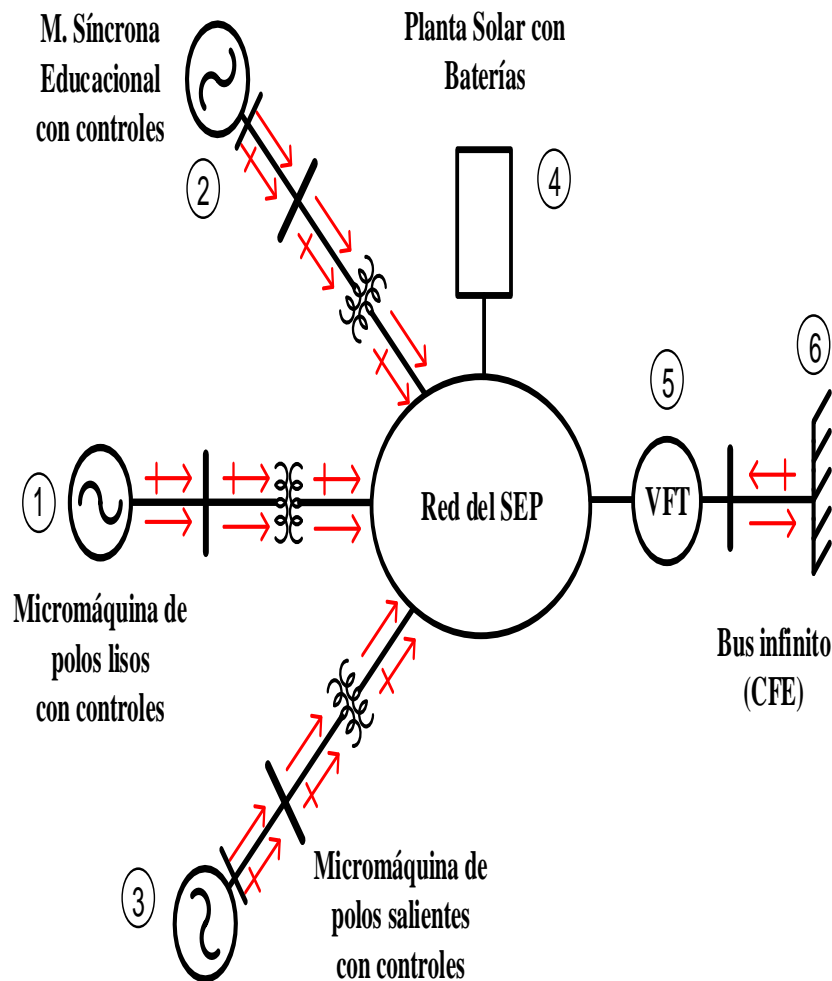 M. Síncrona
Educacional
con controles
2
Planta Solar con
Baterías
4
1
Micromáquina de
polos lisos
con controles
Red del SEP
5
VFT
6
Bus infinito
(CFE)
3
Micromáquina de
polos salientes
con controles